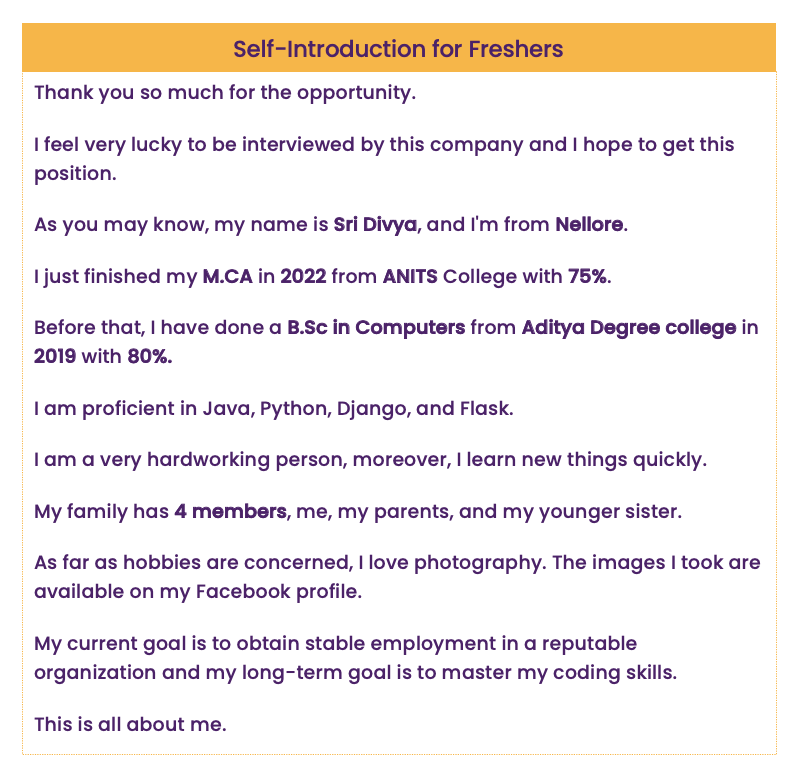 Self-Introduction for Freshers
Thank you so much for the opportunity.
I feel very lucky to be interviewed by this company and I hope to get this
position.
As you may know, my name is Sri Divya, and I'm from Nellore.
I just finished my M.CA in 2022 from ANITS College with 75%.
Before that, I have done a B.Sc in Computers from Aditya Degree college in
2019 with 80%.
I am proficient in Java, Python, Django, and Flask.
I am a very hardworking person, moreover, I learn new things quickly.
My family has 4 members, me, my parents, and my younger sister.
As far as hobbies are concerned, I love photography. The images I took are
available on my Facebook profile.
My current goal is to obtain stable employment in a reputable
organization and my long-term goal is to master my coding skills.
This is all about me.